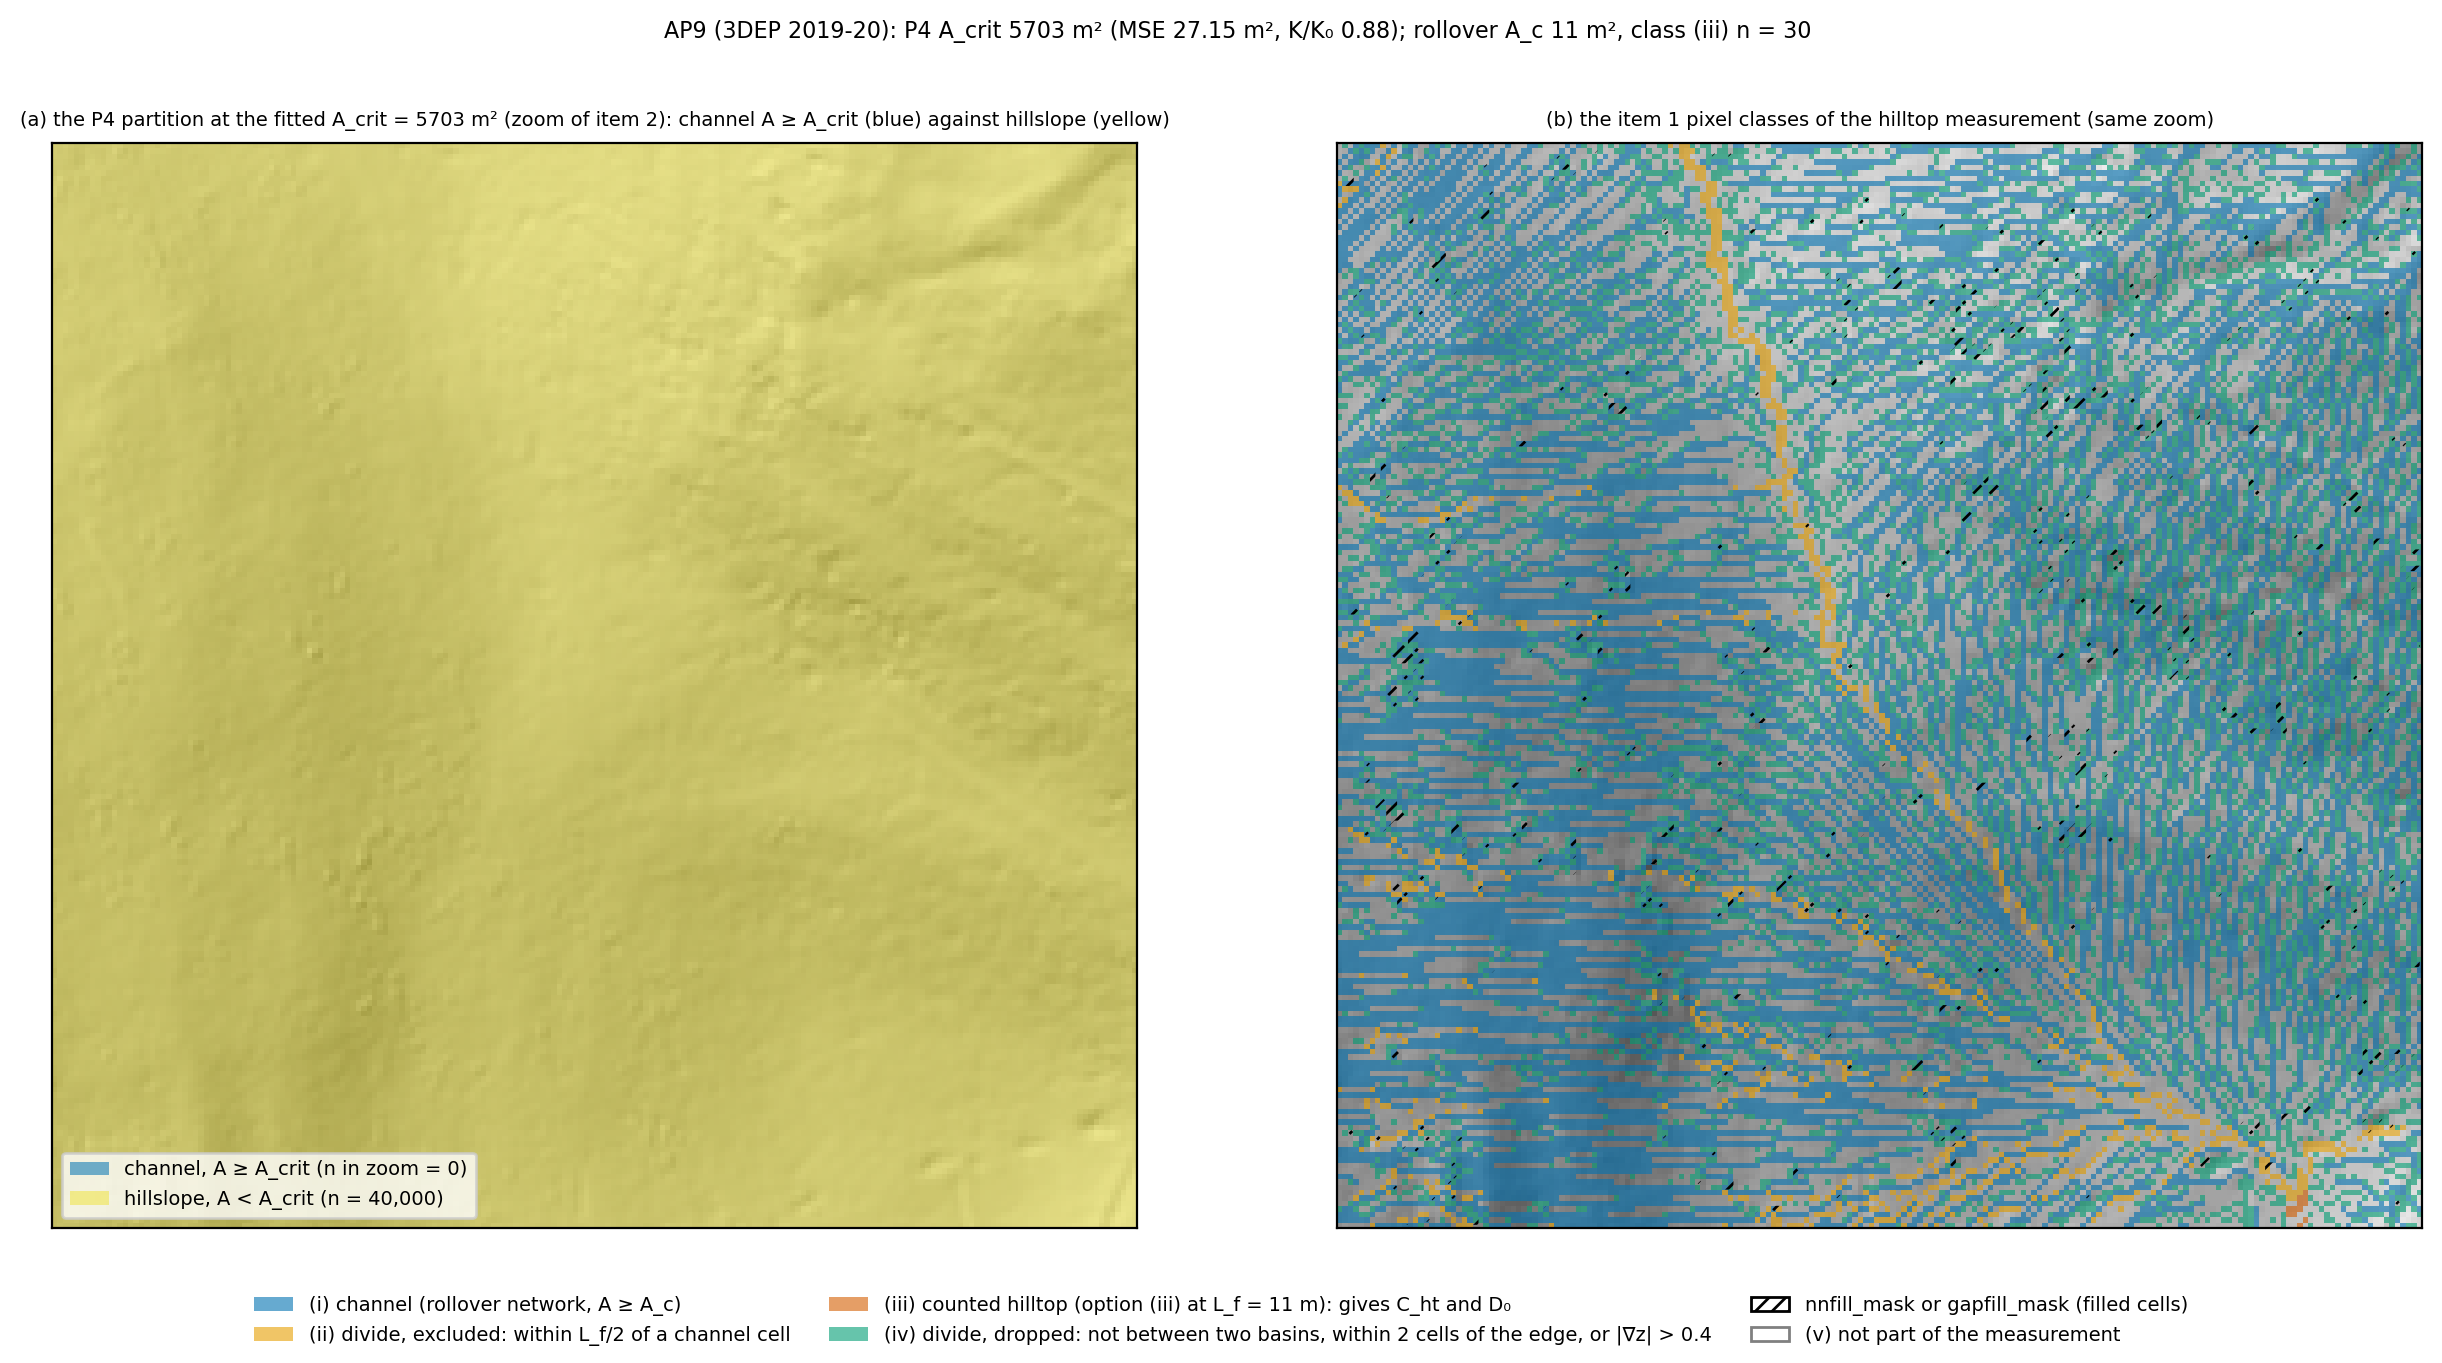 AP9 (3DEP 2019-20): P4 A_crit 5703 m² (MSE 27.15 m², K/K₀ 0.88); rollover A_c 11 m², class (iii) n = 30
(a) the P4 partition at the fitted A_crit = 5703 m² (zoom of item 2): channel A ≥ A_crit (blue) against hillslope (yellow)
(b) the item 1 pixel classes of the hilltop measurement (same zoom)
channel, A ≥ A_crit (n in zoom = 0)
hillslope, A < A_crit (n = 40,000)
(i) channel (rollover network, A ≥ A_c)
(ii) divide, excluded: within L_f/2 of a channel cell
(iii) counted hilltop (option (iii) at L_f = 11 m): gives C_ht and D₀
(iv) divide, dropped: not between two basins, within 2 cells of the edge, or |∇z| > 0.4
nnfill_mask or gapfill_mask (filled cells)
(v) not part of the measurement